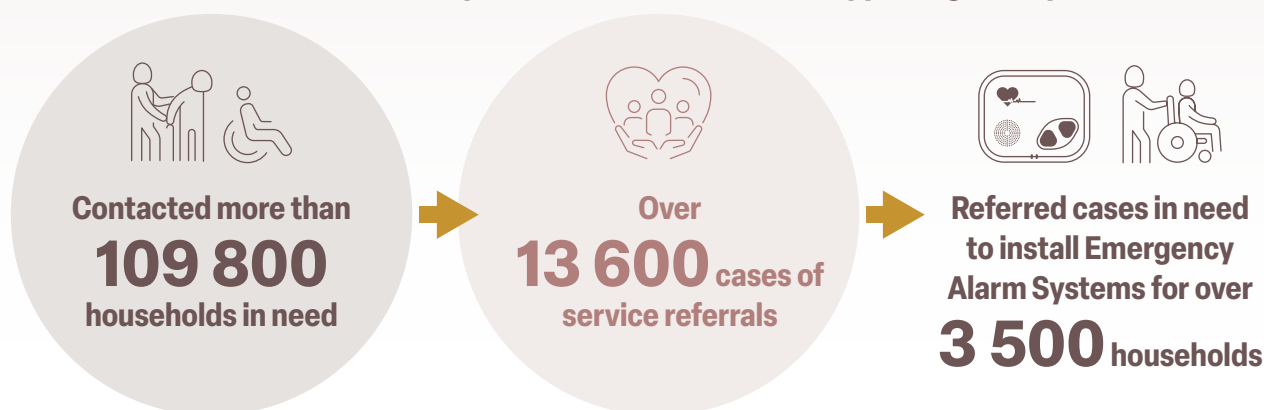 Contacted more than
109 800
households in need
Over
13 600 cases of
service referrals
Referred cases in need
to install Emergency
Alarm Systems for over
3 500 households